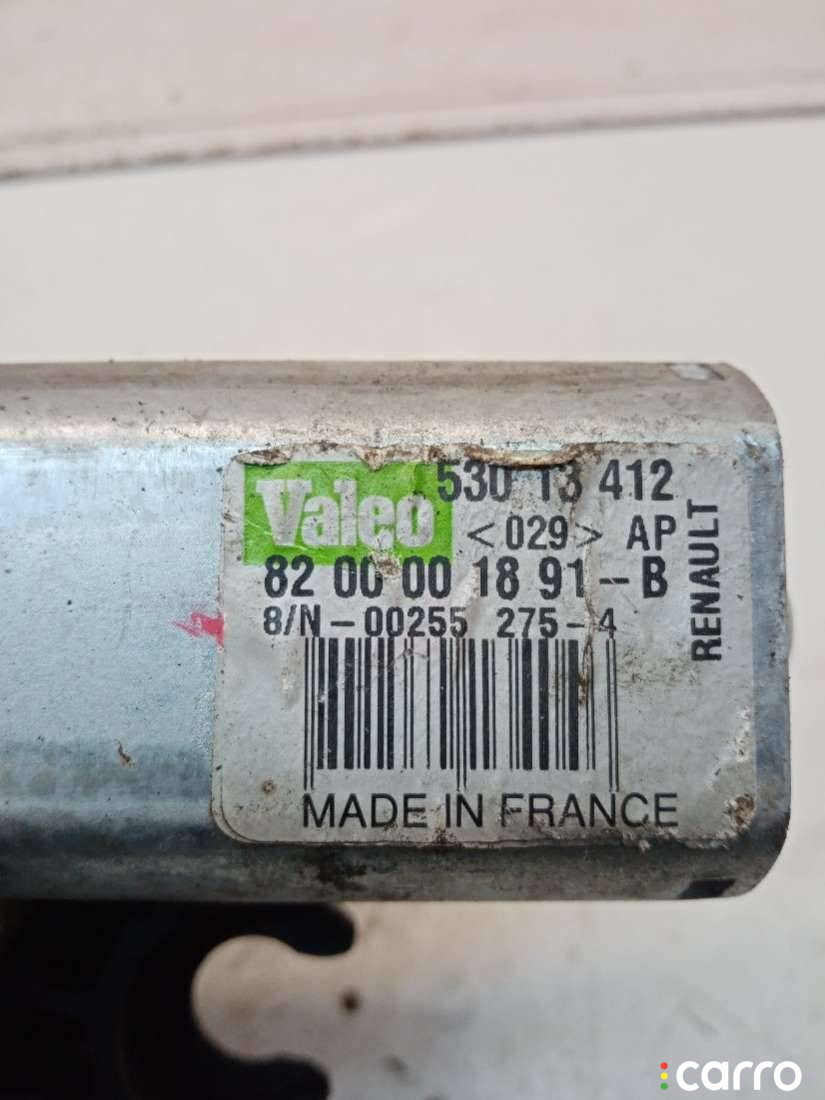 Valeo
530 13 412
<029> AP
82 00 00 18 91-B
8/N-00255 275-4
RENAULT
MADE IN FRANCE
carro